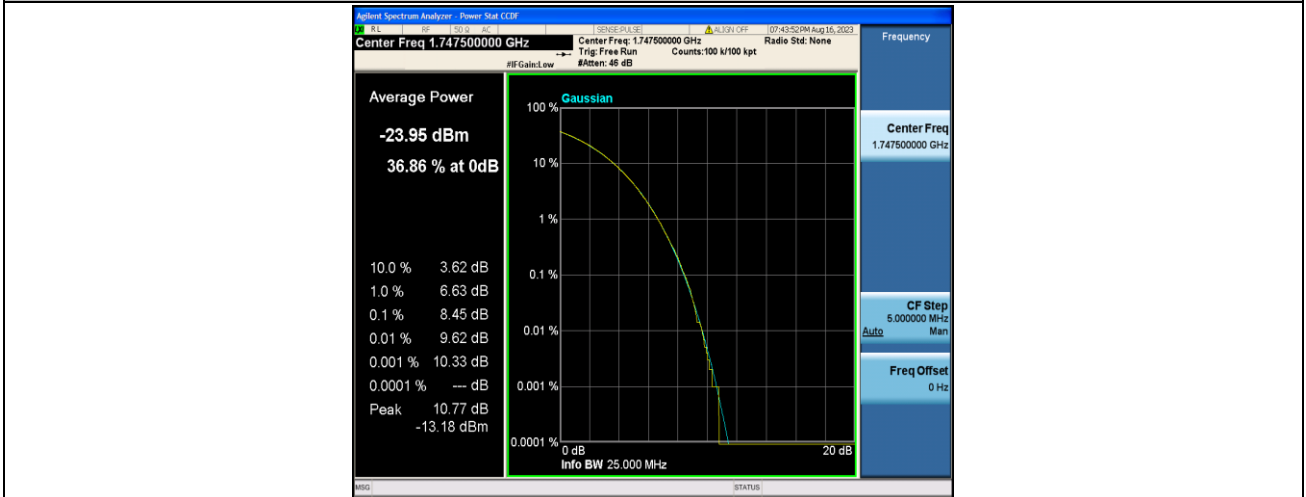 Agilent Spectrum Analyzer - Power Stat CCDF
RL RF 50 Ω AC SENSE:PULSE ALIGN OFF 07:43:52 PM Aug 16, 2023
Center Freq 1.747500000 GHz
Center Freq: 1.747500000 GHz Radio Std: None
Trig: Free Run Counts:100 k/100 kpt
#IFGain:Low #Atten: 46 dB
Frequency
Average Power
-23.95 dBm
36.86 % at 0dB
10.0 % 3.62 dB
1.0 % 6.63 dB
0.1 % 8.45 dB
0.01 % 9.62 dB
0.001 % 10.33 dB
0.0001 % --- dB
Peak 10.77 dB
-13.18 dBm
Gaussian
100 %
10 %
1 %
0.1 %
0.01 %
0.001 %
0.0001 %
0 dB 20 dB
Info BW 25.000 MHz
Center Freq
1.747500000 GHz
CF Step
5.000000 MHz
Auto Man
Freq Offset
0 Hz
MSG STATUS